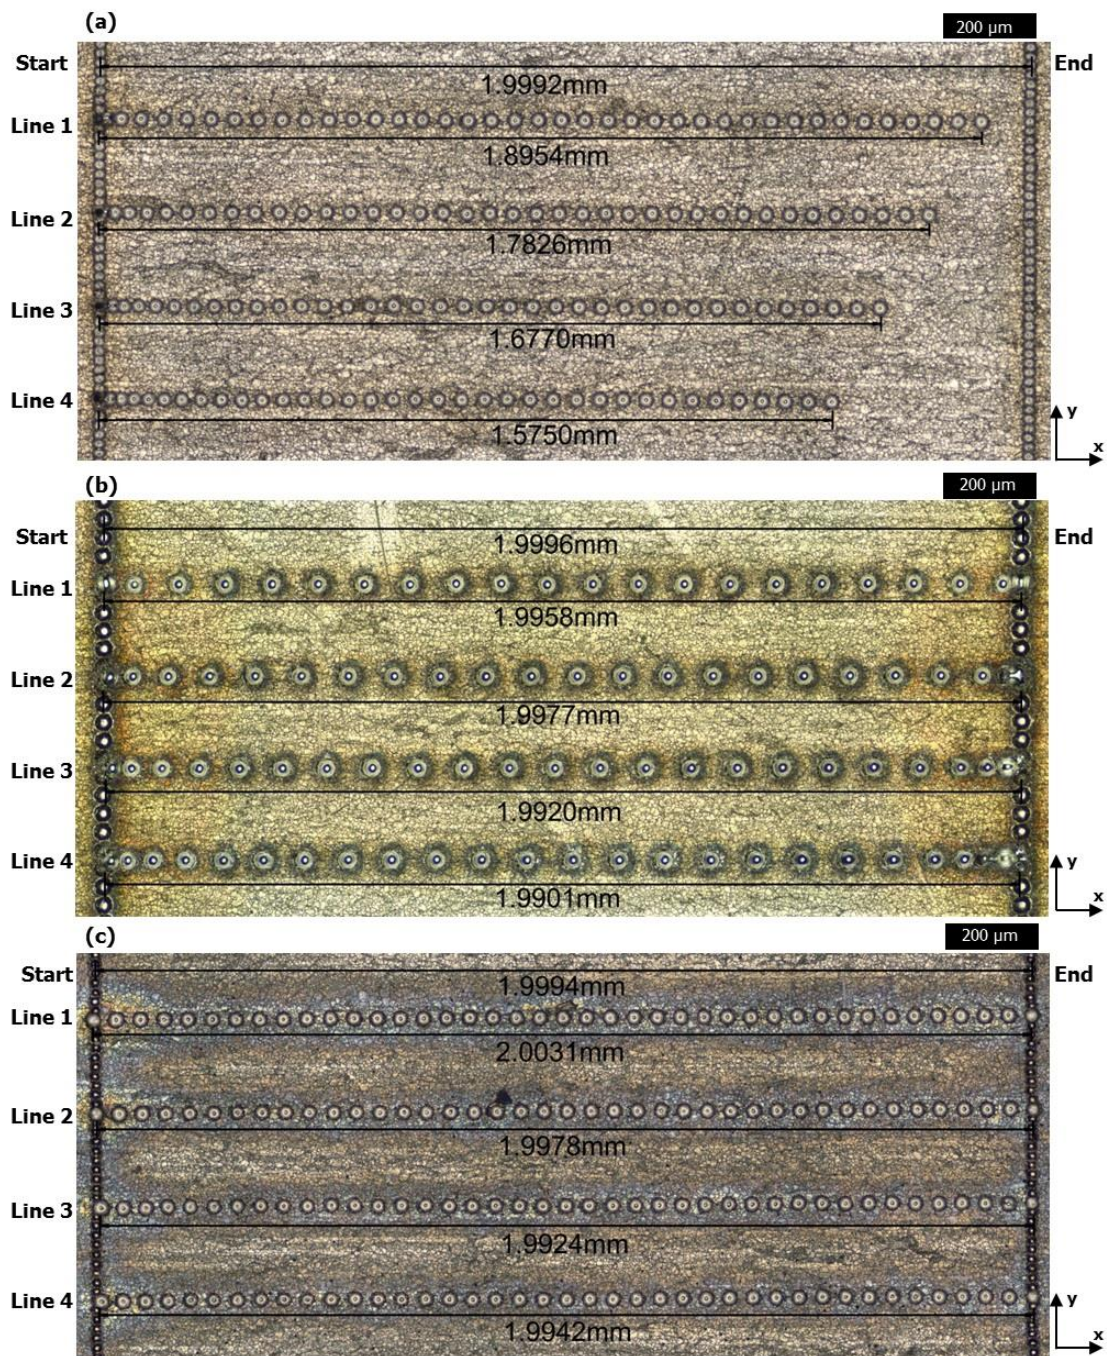 (a)
200 µm
Start
End
1.9992mm
Line 1
1.8954mm
Line 2
1.7826mm
Line 3
1.6770mm
Line 4
1.5750mm
y
x
(b)
200 µm
Start
End
1.9996mm
Line 1
1.9958mm
Line 2
1.9977mm
Line 3
1.9920mm
Line 4
1.9901mm
y
x
(c)
200 µm
Start
End
1.9994mm
Line 1
2.0031mm
Line 2
1.9978mm
Line 3
1.9924mm
Line 4
1.9942mm
y
x